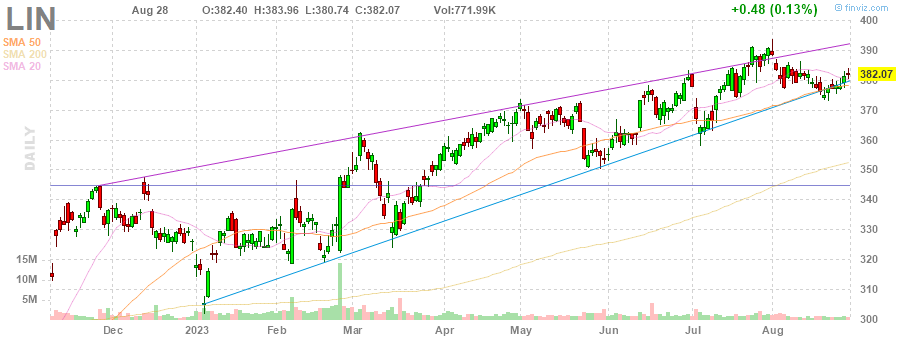 LIN
Aug 28 O:382.40 H:383.96 L:380.74 C:382.07 Vol:771.99K +0.48 (0.13%) © finviz.com
SMA 50
SMA 200
SMA 20
DAILY
400
390
380
382.07
370
360
350
340
330
320
310
300
15M
10M
5M
Dec 2023 Feb Mar Apr May Jun Jul Aug